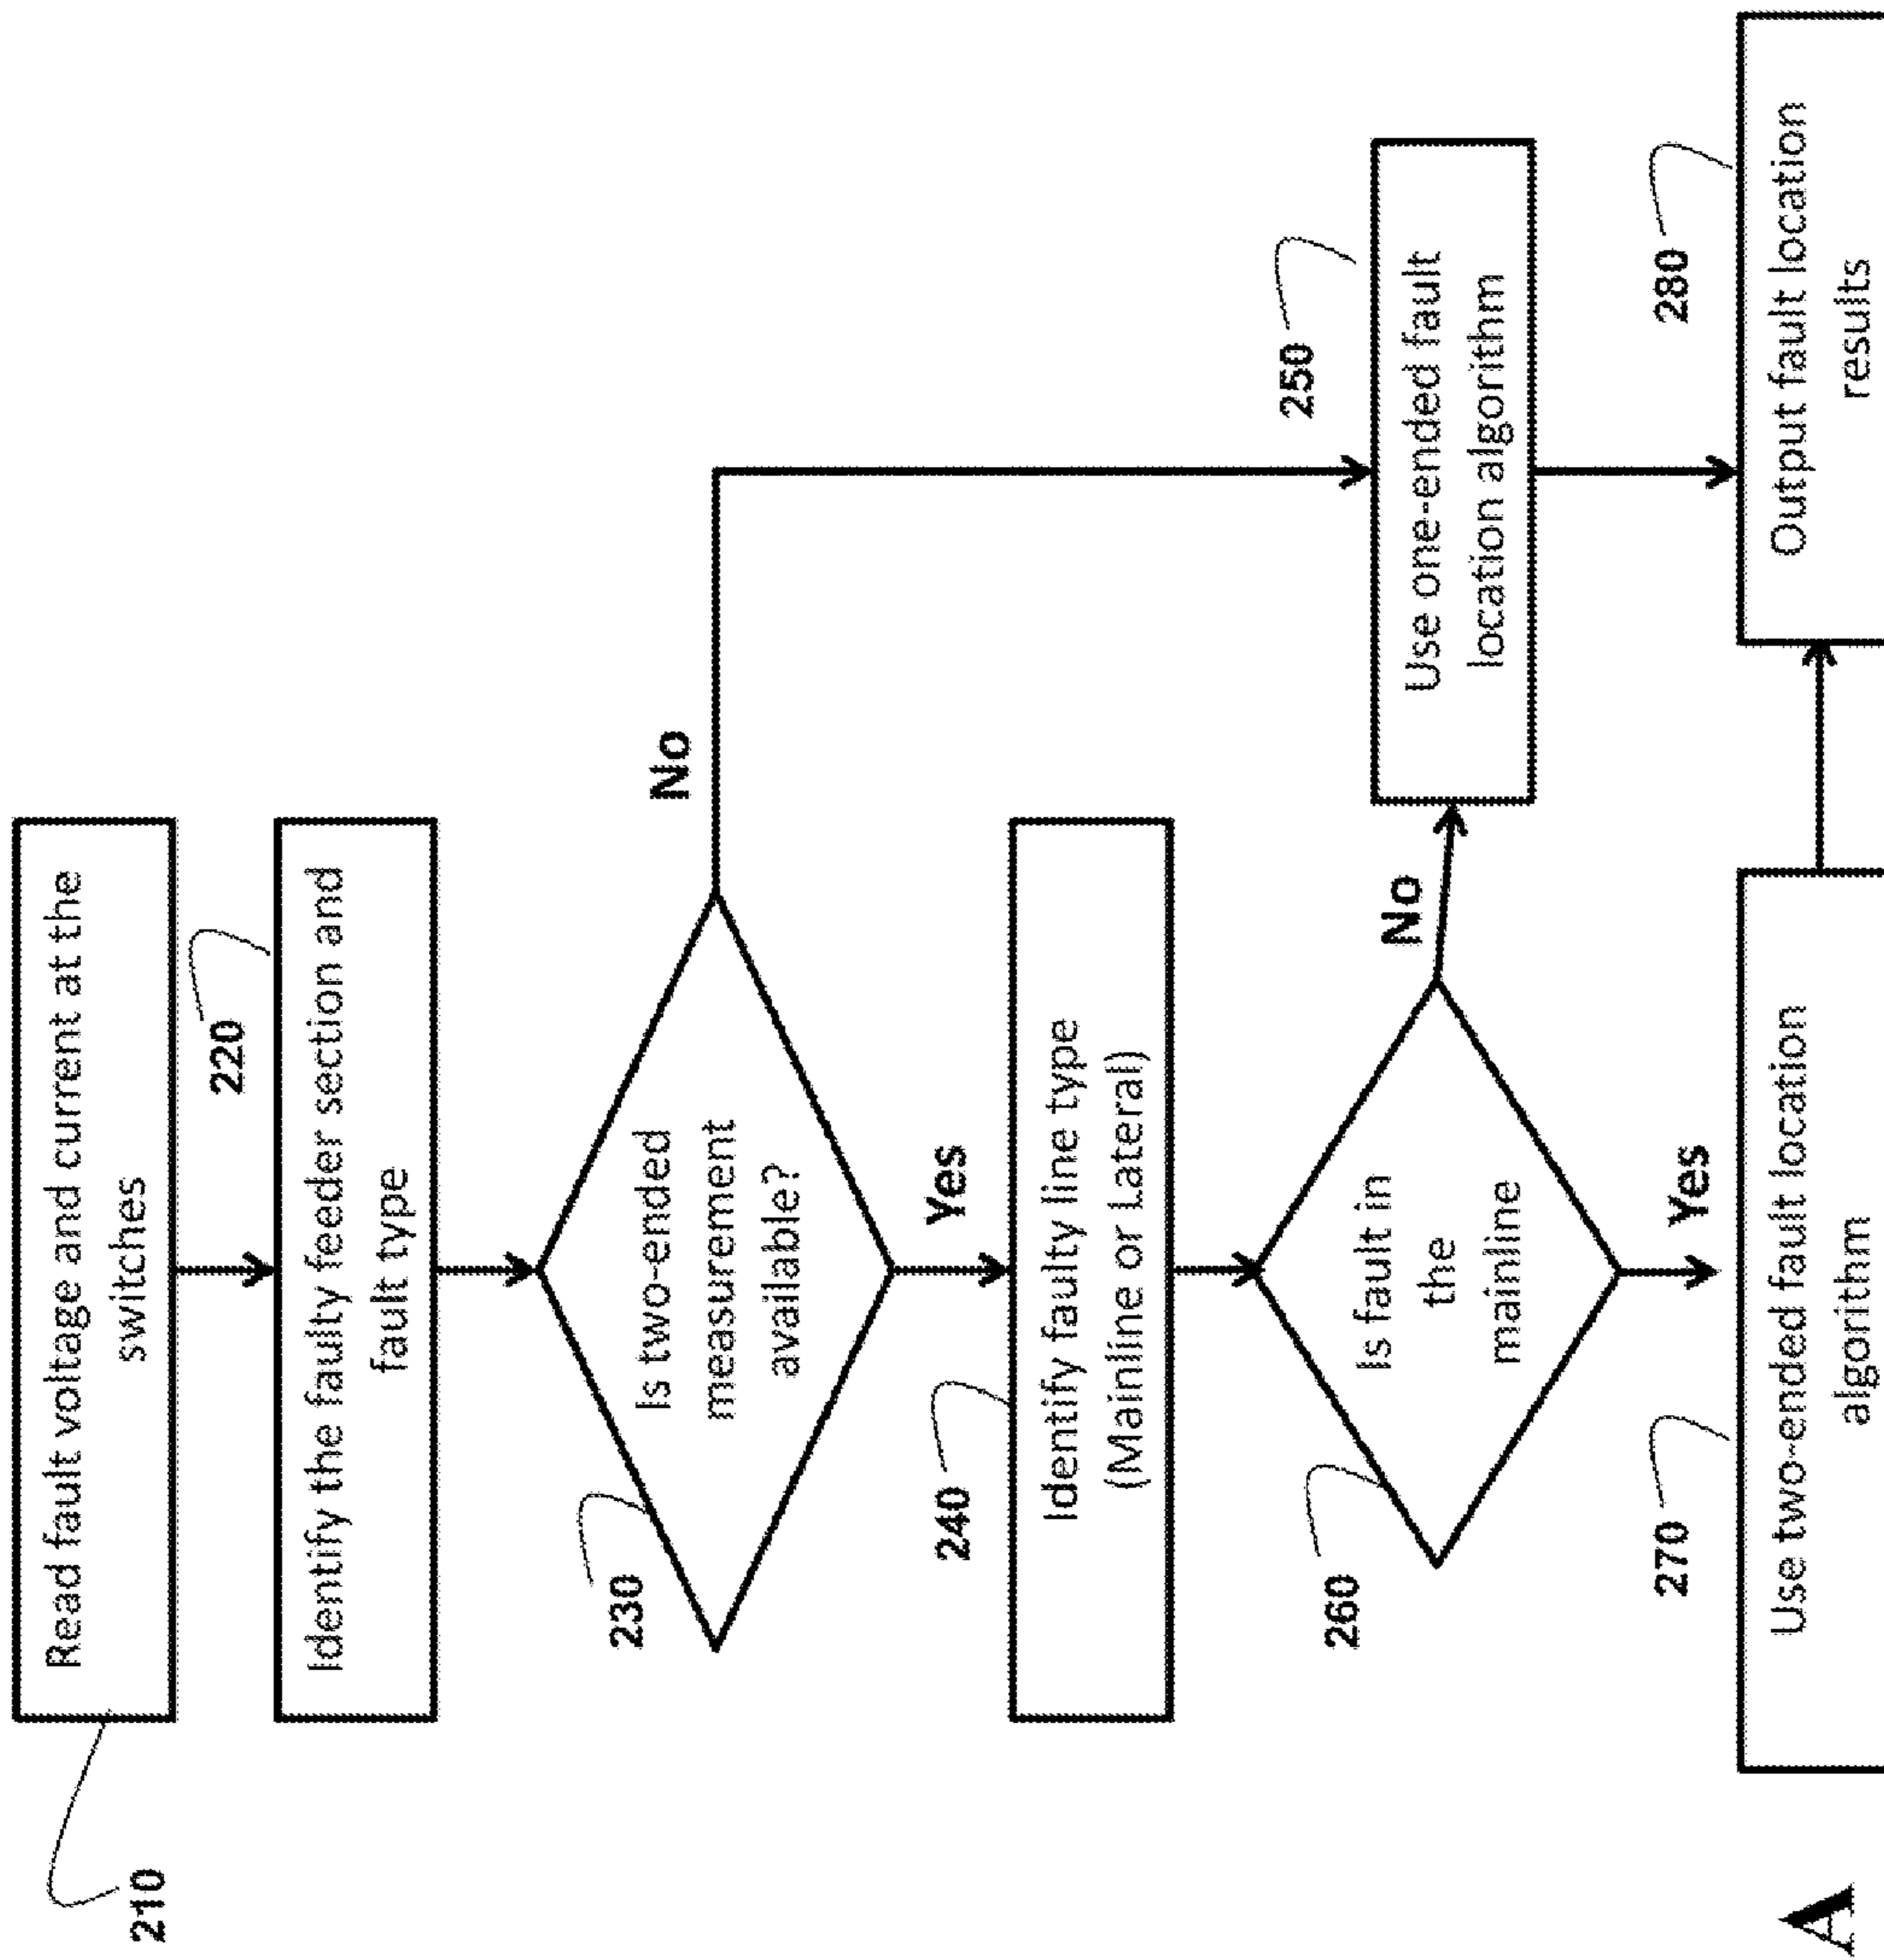 210
Read fault voltage and current at the
switches
220
Identify the faulty feeder section and
fault type
230
Is two-ended
measurement
available?
No
Yes
240
Identify faulty line type
(Mainline or Lateral)
260
Is fault in
the
mainline
No
Yes
250
Use one-ended fault
location algorithm
270
Use two-ended fault location
algorithm
280
Output fault location
results
A